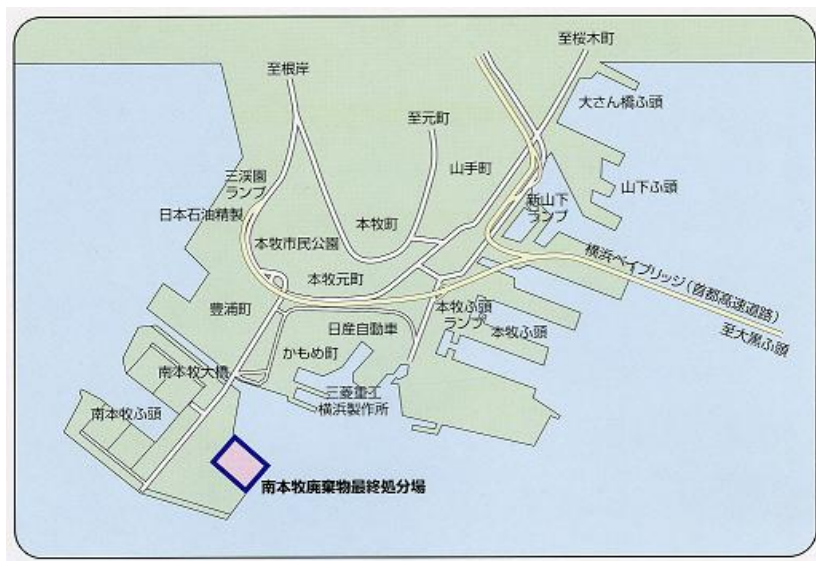 至桜木町
至根岸
大さん橋ふ頭
至元町
山手町
三渓園
ランプ
山下ふ頭
新山下
ランプ
日本石油精製
本牧町
本牧市民公園
横浜ベイブリッジ(首都高速道路)
本牧元町
豊浦町
本牧ふ頭
ランプ
日産自動車
本牧ふ頭
至大黒ふ頭
かもめ町
南本牧大橋
三菱重工
横浜製作所
南本牧ふ頭
南本牧廃棄物最終処分場